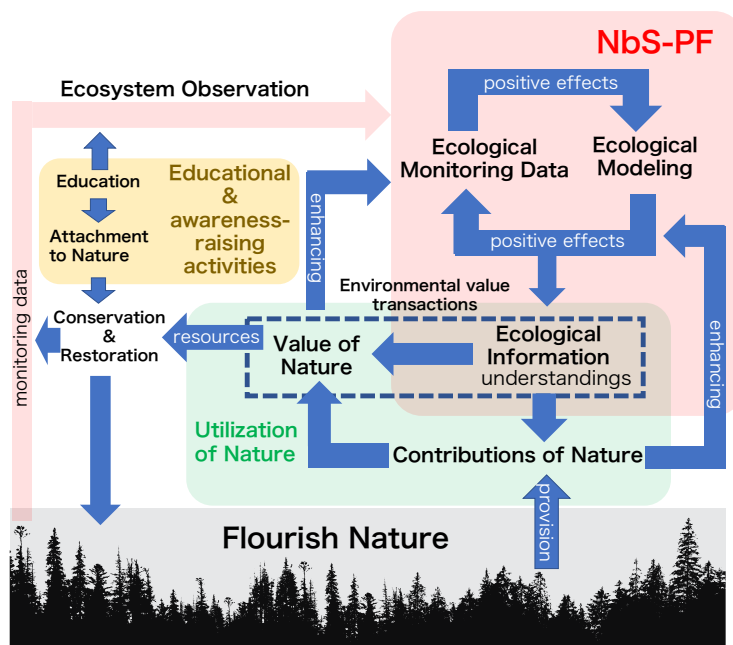 NbS-PF
positive effects
Ecosystem Observation
Ecological
Monitoring Data
Ecological
Modeling
Education
Educational
&
awareness-
raising
activities
Attachment
to Nature
enhancing
positive effects
monitoring data
Environmental value
transactions
Conservation
&
Restoration
resources
Value of
Nature
Ecological
Information
understandings
enhancing
Utilization
of Nature
Contributions of Nature
provision
Flourish Nature